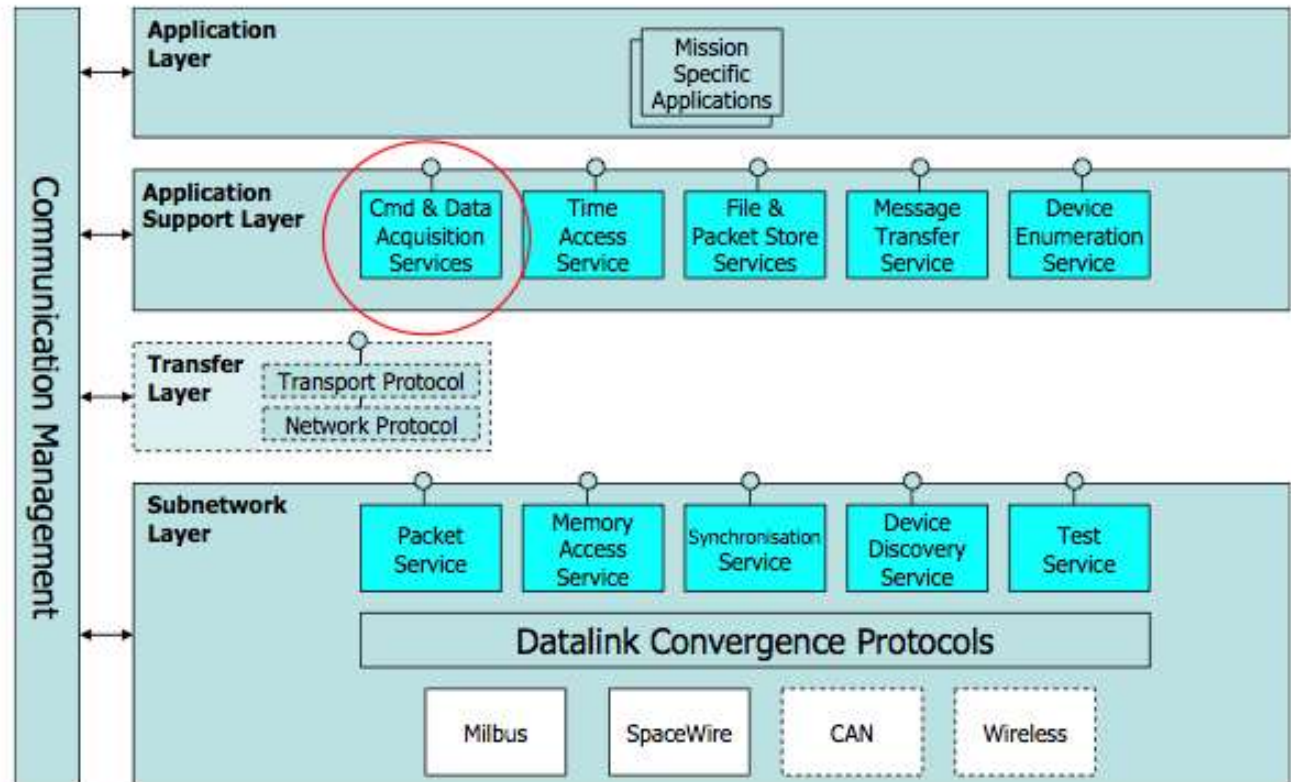 Communication Management
Application
Layer
Mission
Specific
Applications
Application
Support Layer
Cmd & Data
Acquisition
Services
Time
Access
Service
File &
Packet Store
Services
Message
Transfer
Service
Device
Enumeration
Service
Transfer
Layer
Transport Protocol
Network Protocol
Subnetwork
Layer
Packet
Service
Memory
Access
Service
Synchronisation
Service
Device
Discovery
Service
Test
Service
Datalink Convergence Protocols
Milbus
SpaceWire
CAN
Wireless